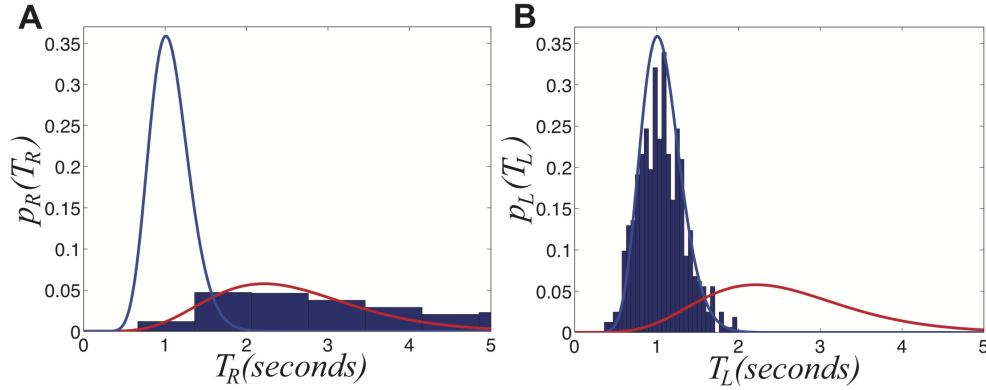 A
0.35
0.3
0.25
0.2
0.15
0.1
0.05
0
p_R(T_R)
0 1 2 3 4 5
T_R(seconds)
B
0.35
0.3
0.25
0.2
0.15
0.1
0.05
0
p_L(T_L)
0 1 2 3 4 5
T_L(seconds)